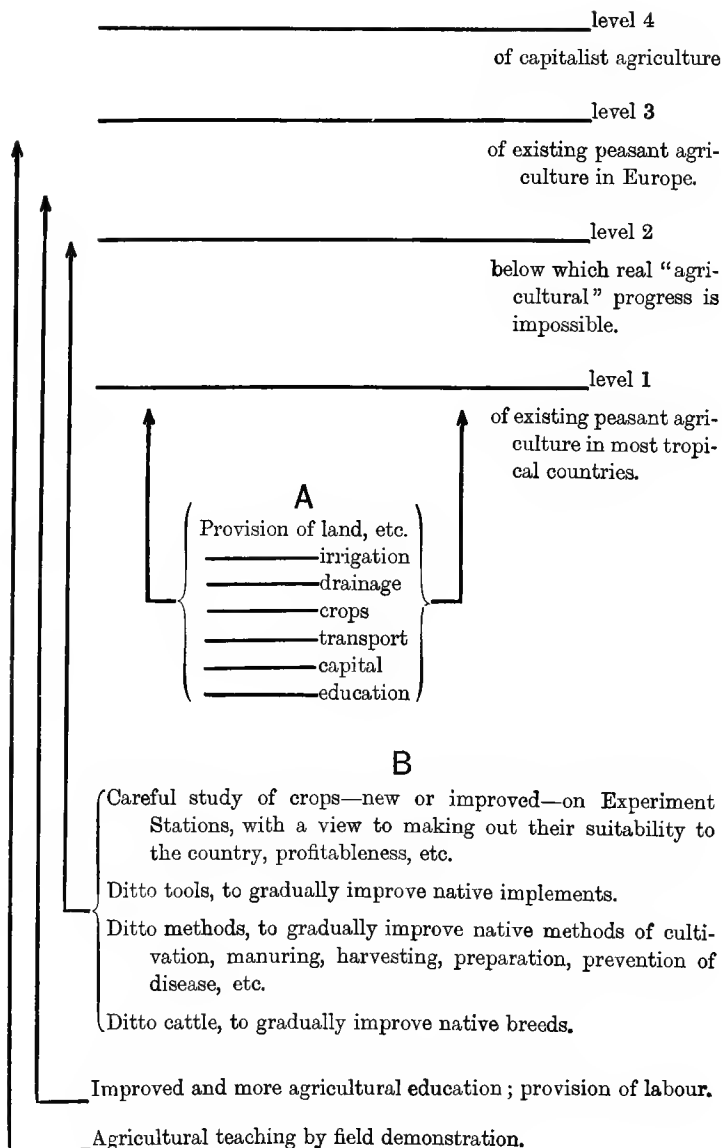 level 4
of capitalist agriculture
level 3
of existing peasant agri-
culture in Europe.
level 2
below which real "agri-
cultural" progress is
impossible.
level 1
of existing peasant agri-
culture in most tropi-
cal countries.
A
Provision of land, etc.
irrigation
drainage
crops
transport
capital
education
B
Careful study of crops—new or improved—on Experiment
Stations, with a view to making out their suitability to
the country, profitableness, etc.
Ditto tools, to gradually improve native implements.
Ditto methods, to gradually improve native methods of culti-
vation, manuring, harvesting, preparation, prevention of
disease, etc.
Ditto cattle, to gradually improve native breeds.
Improved and more agricultural education; provision of labour.
Agricultural teaching by field demonstration.